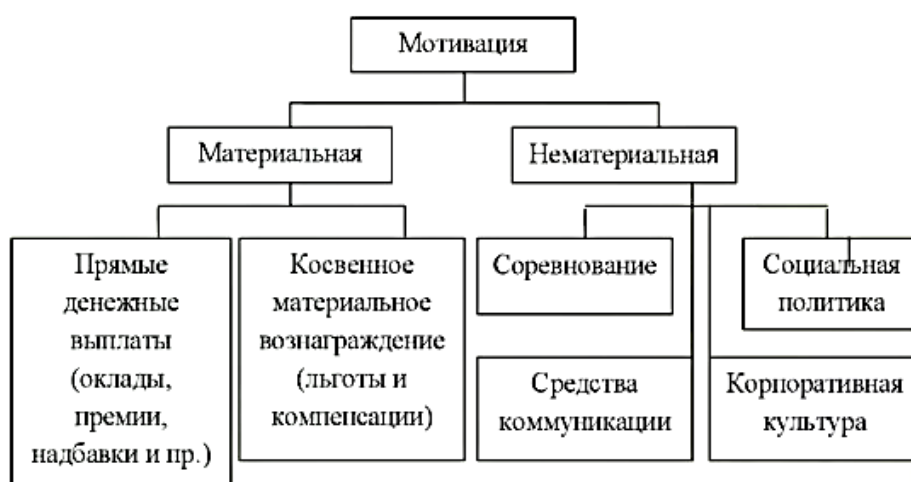 Мотивация
Материальная
Нематериальная
Прямые
денежные
выплаты
(оклады,
премии,
надбавки и пр.)
Косвенное
материальное
вознаграждение
(льготы и
компенсации)
Соревнование
Социальная
политика
Средства
коммуникации
Корпоративная
культура